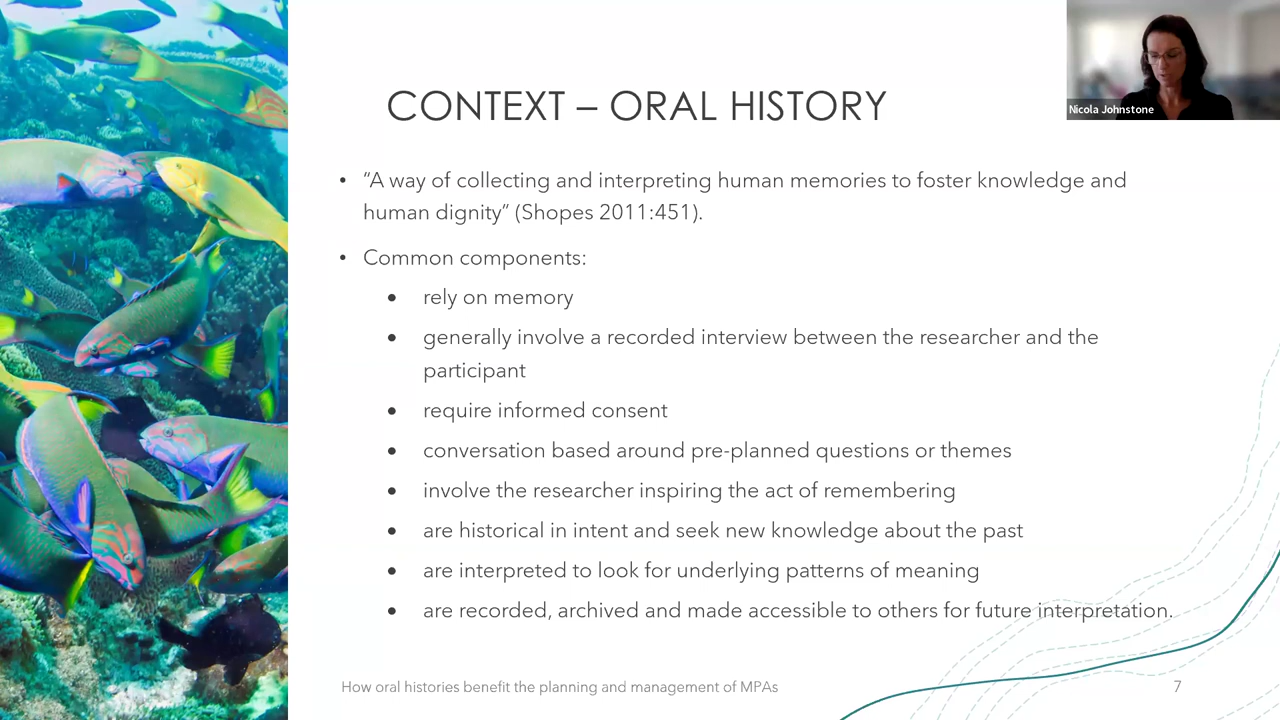 Nicola Johnstone
CONTEXT – ORAL HISTORY
• “A way of collecting and interpreting human memories to foster knowledge and
human dignity” (Shopes 2011:451).
• Common components:
• rely on memory
• generally involve a recorded interview between the researcher and the
participant
• require informed consent
• conversation based around pre-planned questions or themes
• involve the researcher inspiring the act of remembering
• are historical in intent and seek new knowledge about the past
• are interpreted to look for underlying patterns of meaning
• are recorded, archived and made accessible to others for future interpretation.
How oral histories benefit the planning and management of MPAs
7